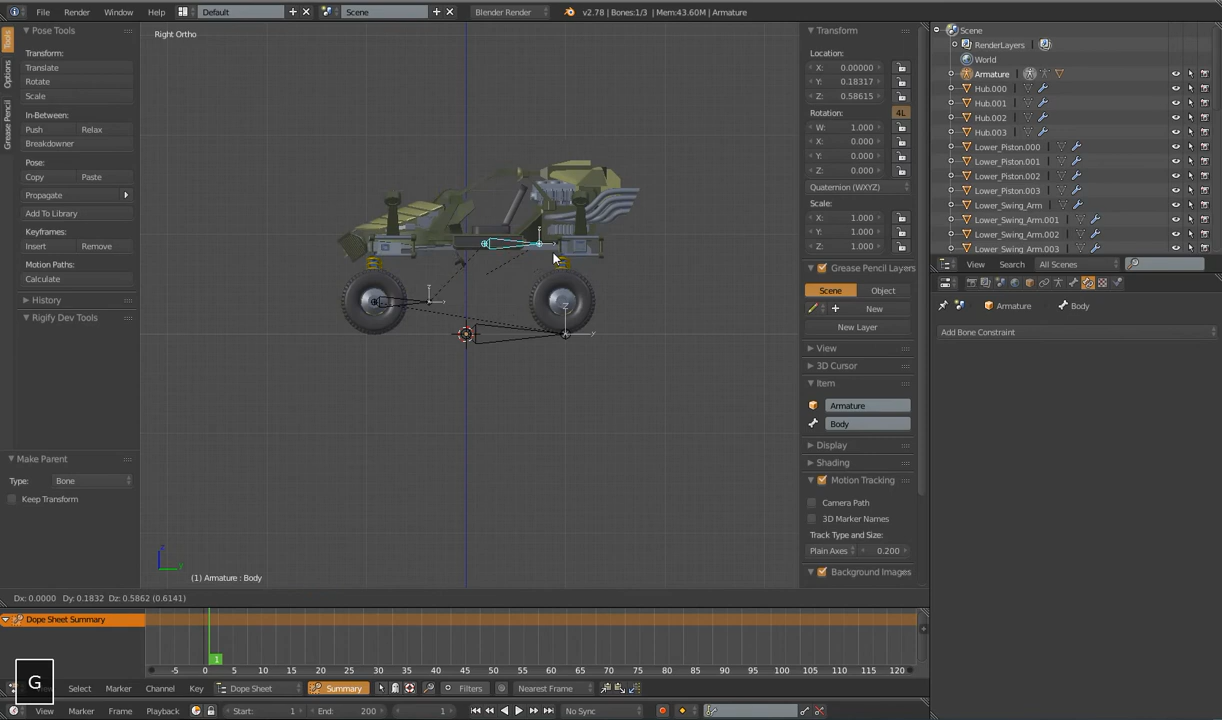 File Render Window Help Default Scene Blender Render v2.78 | Bones:1/3 | Mem:43.60M | Armature
Tools
Options
Grease Pencil
Pose Tools
Transform:
Translate
Rotate
Scale
In-Between:
Push Relax
Breakdowner
Pose:
Copy Paste
Propagate
Add To Library
Keyframes:
Insert Remove
Motion Paths:
Calculate
History
Rigify Dev Tools
Make Parent
Type: Bone
Keep Transform
Right Ortho
Z
z
y
(1) Armature : Body
Dx: 0.0000 Dy: 0.1832 Dz: 0.5862 (0.6141)
Transform
Location:
X: 0.00000
Y: 0.18317
Z: 0.58615
Rotation: 4L
W: 1.000
X: 0.000
Y: 0.000
Z: 0.000
Quaternion (WXYZ)
Scale:
X: 1.000
Y: 1.000
Z: 1.000
Grease Pencil Layers
Scene Object
New
New Layer
View
3D Cursor
Item
Armature
Body
Display
Shading
Motion Tracking
Camera Path
3D Marker Names
Track Type and Size:
Plain Axes 0.200
Background Images
Scene
RenderLayers
World
Armature
Hub.000
Hub.001
Hub.002
Hub.003
Lower_Piston.000
Lower_Piston.001
Lower_Piston.002
Lower_Piston.003
Lower_Swing_Arm
Lower_Swing_Arm.001
Lower_Swing_Arm.002
Lower_Swing_Arm.003
View Search All Scenes
Armature Body
Add Bone Constraint
Dope Sheet Summary
1
-5 0 5 10 15 20 25 30 35 40 45 50 55 60 65 70 75 80 85 90 95 100 105 110 115 120
Select Marker Channel Key Dope Sheet Summary Filters Nearest Frame
G
View Marker Frame Playback Start: 1 End: 200 1 No Sync